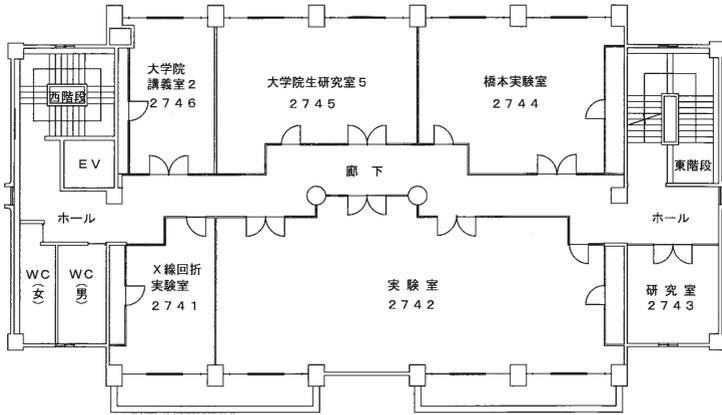 大学院
講義室2
2746
大学院生研究室5
2745
橋本実験室
2744
西階段
EV
廊下
東階段
ホール
ホール
WC
(女)
WC
(男)
X線回折
実験室
2741
実験室
2742
研究室
2743